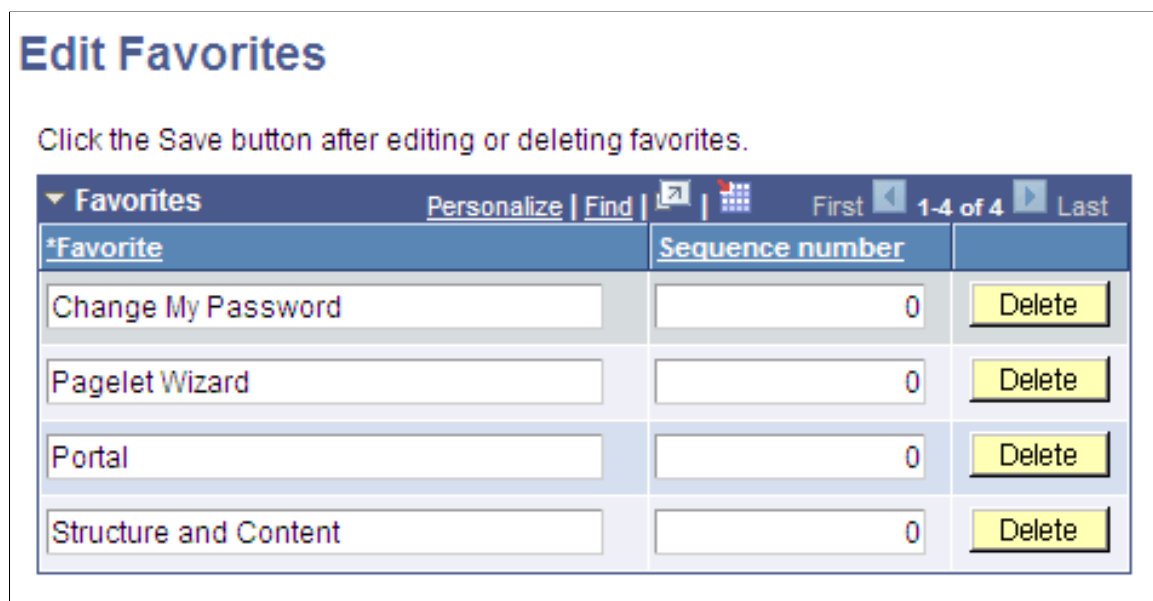 Edit Favorites
Click the Save button after editing or deleting favorites.
Favorites Personalize | Find | | First 1-4 of 4 Last
*Favorite Sequence number
Change My Password 0 Delete
Pagelet Wizard 0 Delete
Portal 0 Delete
Structure and Content 0 Delete